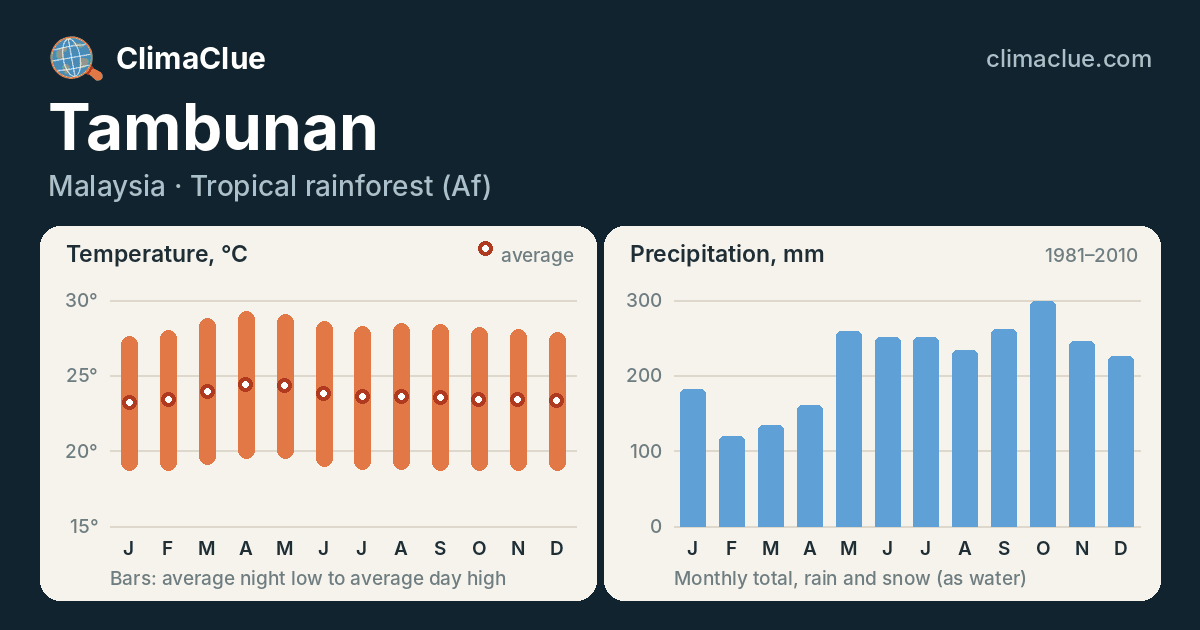 ClimaClue
climaclue.com
Tambunan
Malaysia · Tropical rainforest (Af)
Temperature, °C
average
30°
25°
20°
15°
J F M A M J J A S O N D
Bars: average night low to average day high
Precipitation, mm
1981–2010
300
200
100
0
J F M A M J J A S O N D
Monthly total, rain and snow (as water)